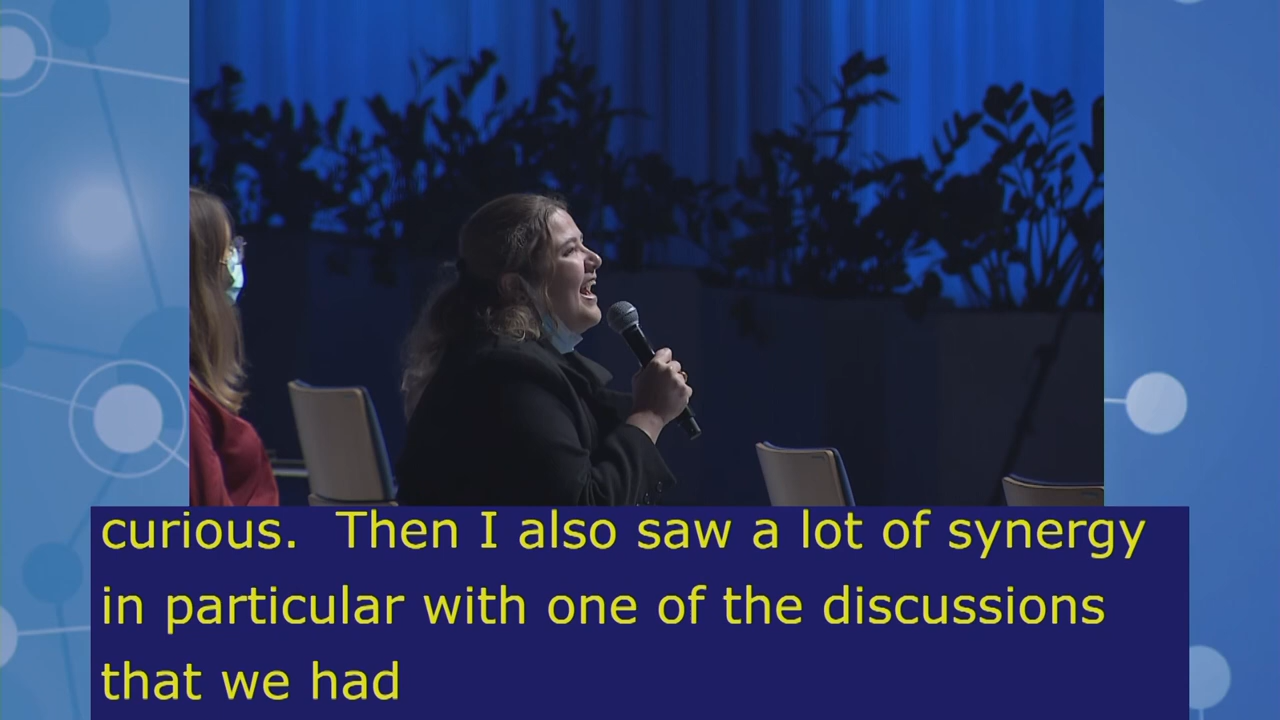 curious.  Then I also saw a lot of synergy
in particular with one of the discussions
that we had